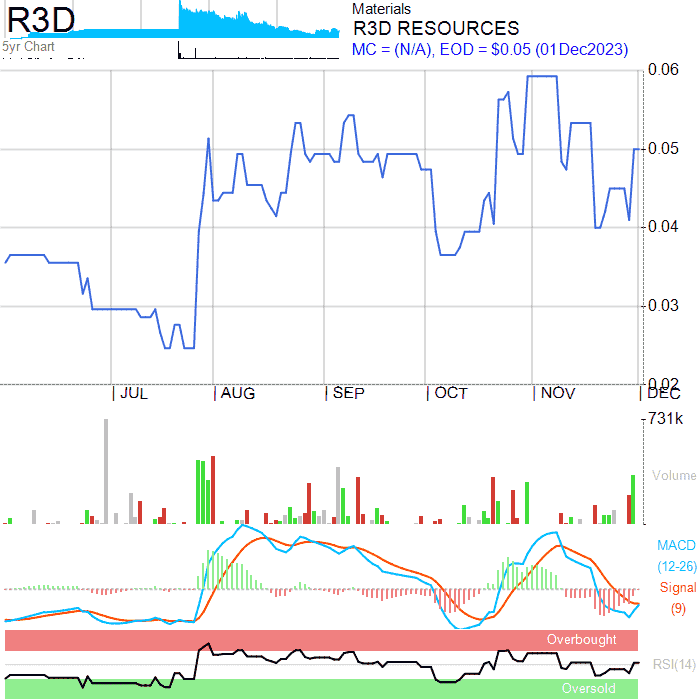 R3D
5yr Chart
Materials
R3D RESOURCES
MC = (N/A), EOD = $0.05 (01Dec2023)
0.06
0.05
0.04
0.03
0.02
JUL AUG SEP OCT NOV DEC
731k
Volume
MACD
(12-26)
Signal
(9)
Overbought
RSI(14)
Oversold